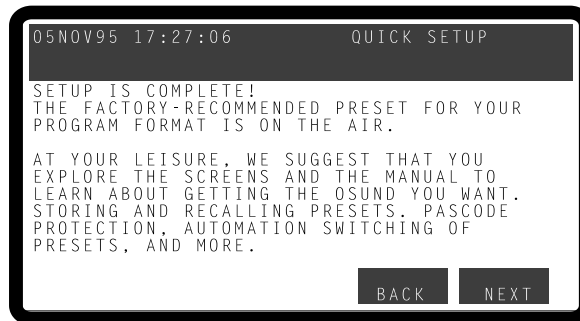 05NOV95 17:27:06 QUICK SETUP
SETUP IS COMPLETE!
THE FACTORY-RECOMMENDED PRESET FOR YOUR
PROGRAM FORMAT IS ON THE AIR.
AT YOUR LEISURE, WE SUGGEST THAT YOU
EXPLORE THE SCREENS AND THE MANUAL TO
LEARN ABOUT GETTING THE OSUND YOU WANT.
STORING AND RECALLING PRESETS. PASCODE
PROTECTION, AUTOMATION SWITCHING OF
PRESETS, AND MORE.
BACK NEXT